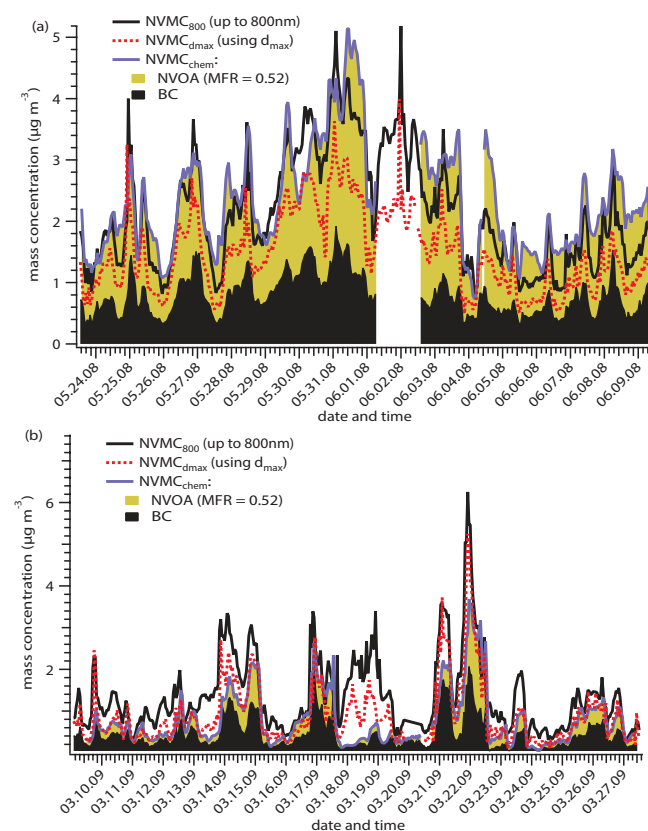 (a)
NVMC800 (up to 800nm)
NVMCdmax (using dmax)
NVMCchem:
NVOA (MFR = 0.52)
BC
mass concentration (µg m-3)
5
4
3
2
1
0
05.24.08
05.25.08
05.26.08
05.27.08
05.28.08
05.29.08
05.30.08
05.31.08
06.01.08
06.02.08
06.03.08
06.04.08
06.05.08
06.06.08
06.07.08
06.08.08
06.09.08
date and time
(b)
NVMC800 (up to 800nm)
NVMCdmax (using dmax)
NVMCchem:
NVOA (MFR = 0.52)
BC
mass concentration (µg m-3)
6
4
2
03.10.09
03.11.09
03.12.09
03.13.09
03.14.09
03.15.09
03.16.09
03.17.09
03.18.09
03.19.09
03.20.09
03.21.09
03.22.09
03.23.09
03.24.09
03.25.09
03.26.09
03.27.09
date and time